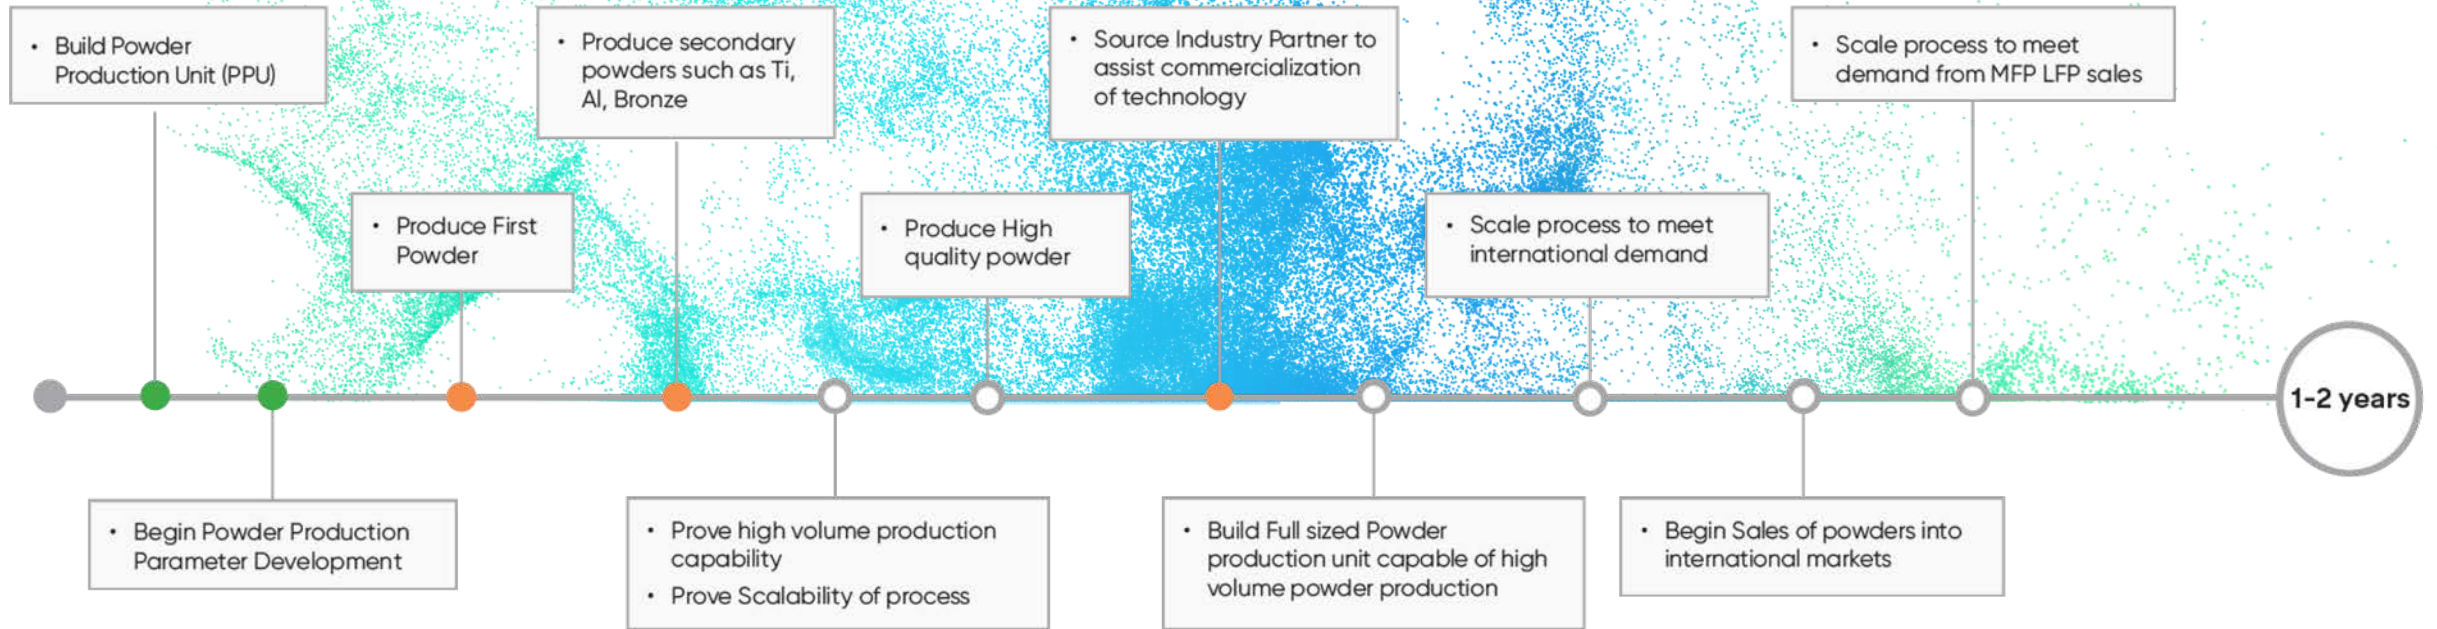 • Build Powder
Production Unit (PPU)
• Begin Powder Production
Parameter Development
• Produce First
Powder
• Produce secondary
powders such as Ti,
Al, Bronze
• Prove high volume production
capability
• Prove Scalability of process
• Produce High
quality powder
• Source Industry Partner to
assist commercialization
of technology
• Build Full sized Powder
production unit capable of high
volume powder production
• Scale process to meet
international demand
• Begin Sales of powders into
international markets
• Scale process to meet
demand from MFP LFP sales
1-2 years